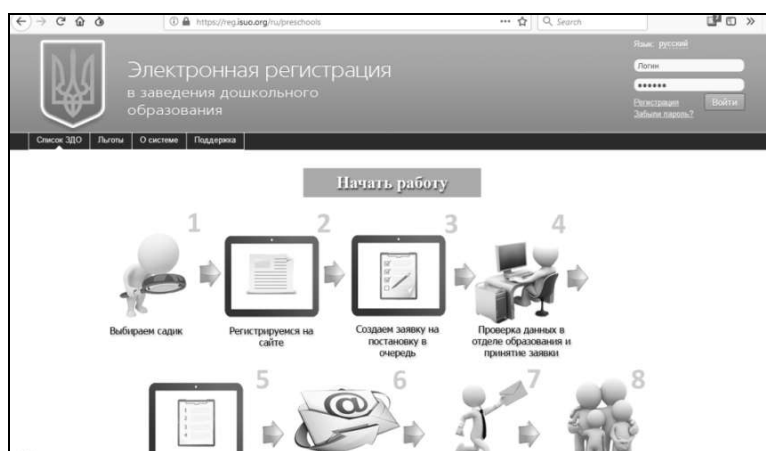 https://reg.isuo.org/ru/preschools
Search
Язык: русский
Электронная регистрация
в заведения дошкольного
образования
Логин
Регистрация
Войти
Забыли пароль?
Список ЗДО
Льготы
О системе
Поддержка
Начать работу
1
2
3
4
Выбираем садик
Регистрируемся на
сайте
Создаем заявку на
постановку в
очередь
Проверка данных в
отделе образования и
принятие заявки
5
6
7
8